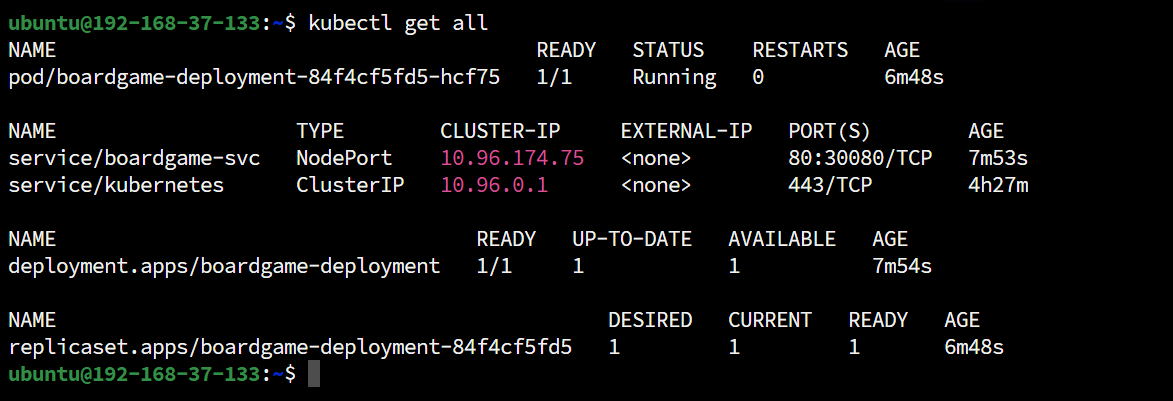 ubuntu@192-168-37-133:~$ kubectl get all
NAME READY STATUS RESTARTS AGE
pod/boardgame-deployment-84f4cf5fd5-hcf75 1/1 Running 0 6m48s
NAME TYPE CLUSTER-IP EXTERNAL-IP PORT(S) AGE
service/boardgame-svc NodePort 10.96.174.75 <none> 80:30080/TCP 7m53s
service/kubernetes ClusterIP 10.96.0.1 <none> 443/TCP 4h27m
NAME READY UP-TO-DATE AVAILABLE AGE
deployment.apps/boardgame-deployment 1/1 1 1 7m54s
NAME DESIRED CURRENT READY AGE
replicaset.apps/boardgame-deployment-84f4cf5fd5 1 1 1 6m48s
ubuntu@192-168-37-133:~$